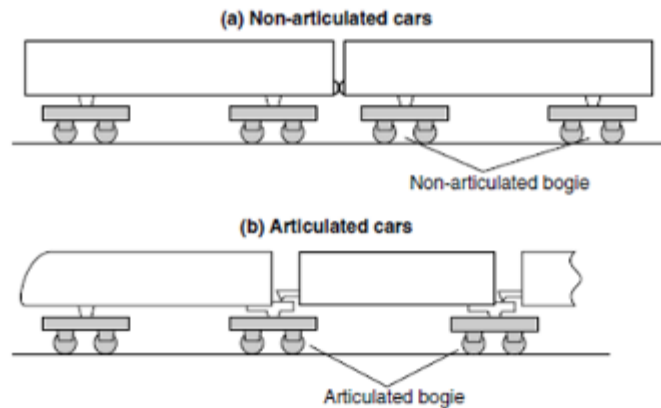 (a) Non-articulated cars
Non-articulated bogie
(b) Articulated cars
Articulated bogie